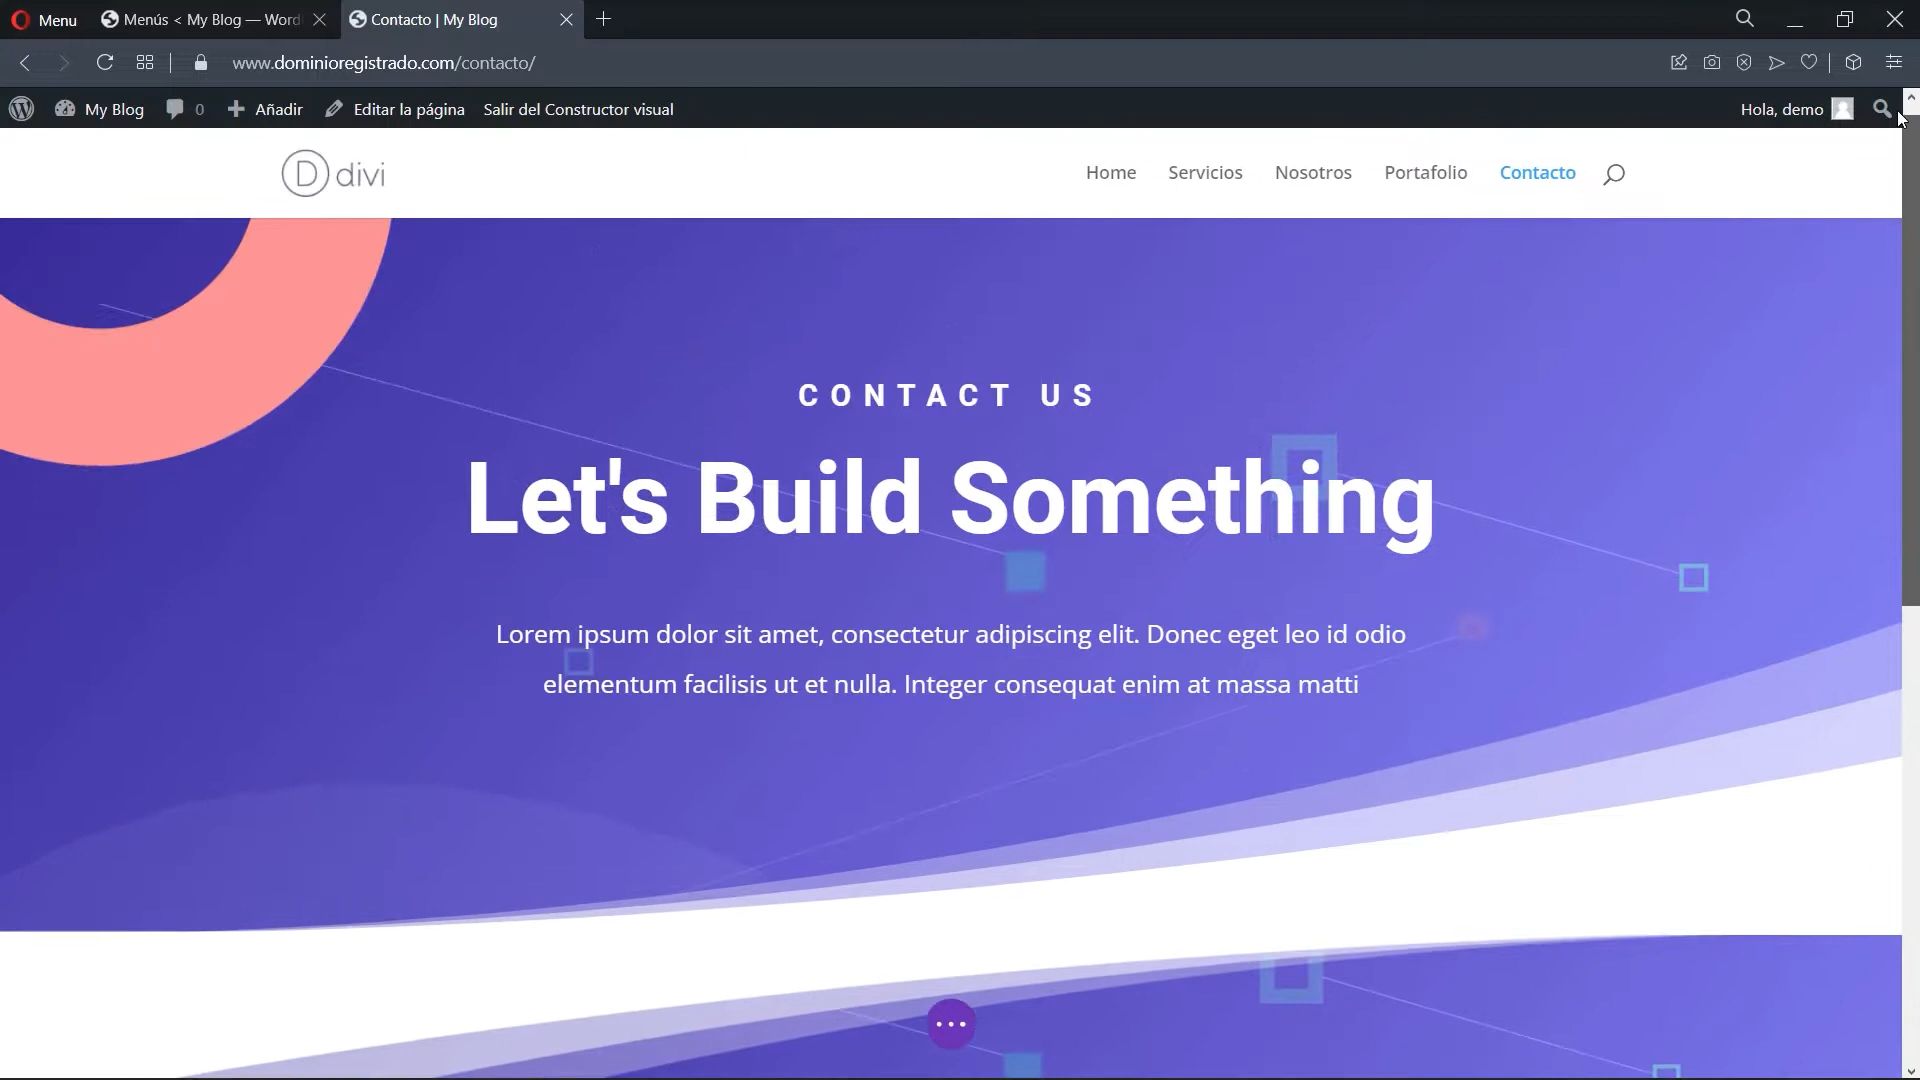 Menu
Menús < My Blog — Word
Contacto | My Blog
www.dominioregistrado.com/contacto/
My Blog
0
Añadir
Editar la página
Salir del Constructor visual
Hola, demo
D divi
Home
Servicios
Nosotros
Portafolio
Contacto
CONTACT US
Let's Build Something
Lorem ipsum dolor sit amet, consectetur adipiscing elit. Donec eget leo id odio
elementum facilisis ut et nulla. Integer consequat enim at massa matti